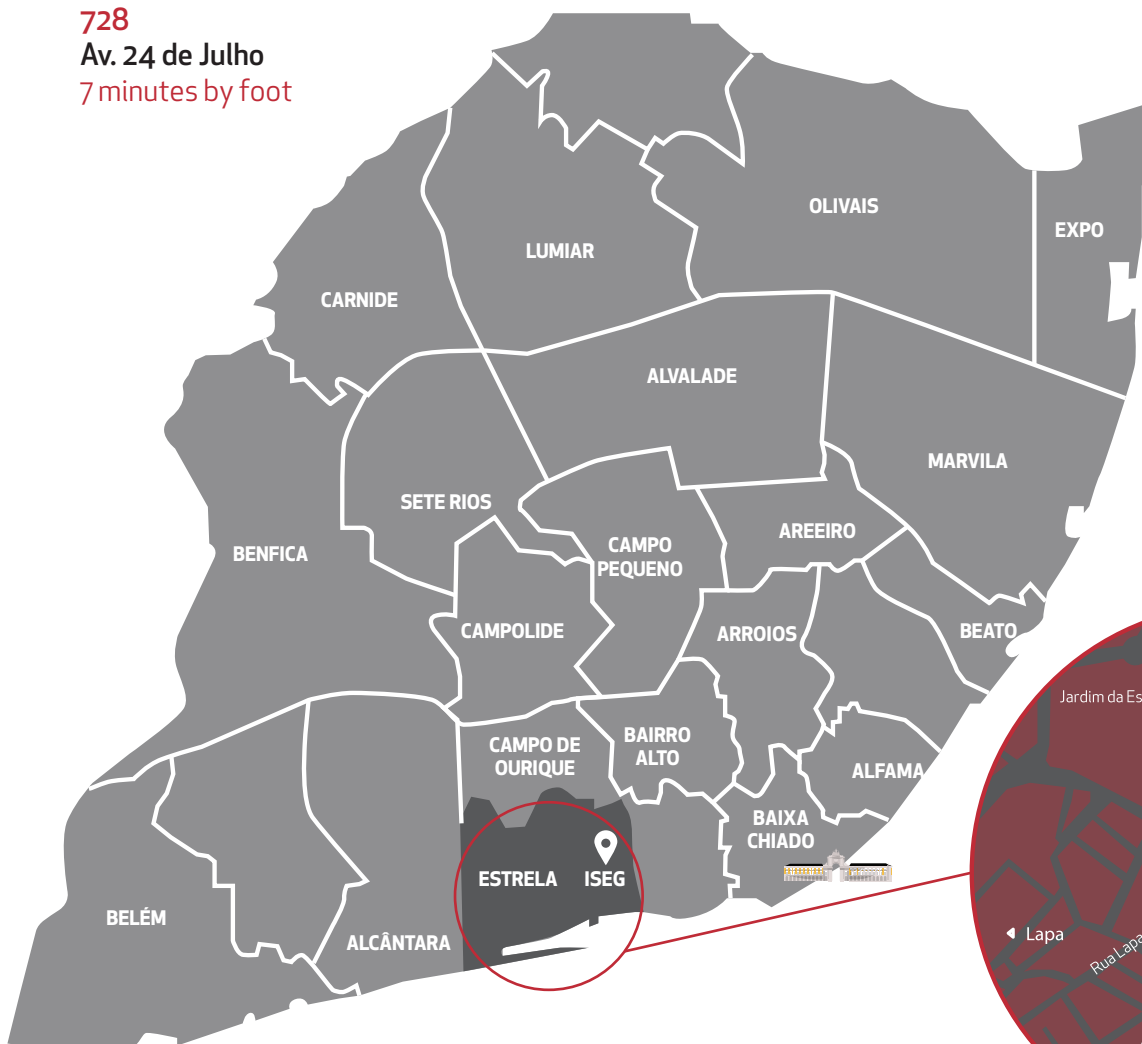 728
Av. 24 de Julho
7 minutes by foot
OLIVAIS
EXPO
LUMIAR
CARNIDE
ALVALADE
MARVILA
SETE RIOS
AREEIRO
BENFICA
CAMPO
PEQUENO
CAMPOLIDE
ARROIOS
BEATO
Jardim da Es
BAIRRO
ALTO
CAMPO DE
OURIQUE
ALFAMA
BAIXA
CHIADO
ESTRELA
ISEG
BELÉM
ALCÂNTARA
Lapa
Rua Lapa